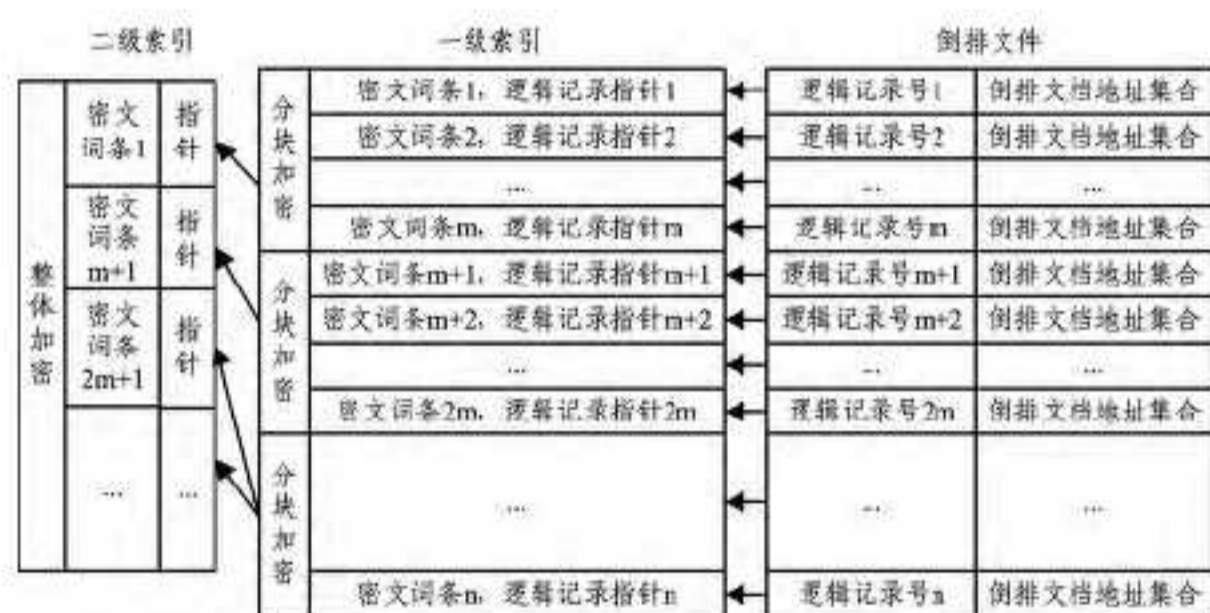 二级索引
一级索引
倒排文件
整体加密
密文词条1
指针
密文词条m+1
指针
密文词条2m+1
指针
...
...
分块加密
密文词条1，逻辑记录指针1
逻辑记录号1
倒排文档地址集合
密文词条2，逻辑记录指针2
逻辑记录号2
倒排文档地址集合
...
...
...
密文词条m，逻辑记录指针m
逻辑记录号m
倒排文档地址集合
分块加密
密文词条m+1，逻辑记录指针m+1
逻辑记录号m+1
倒排文档地址集合
密文词条m+2，逻辑记录指针m+2
逻辑记录号m+2
倒排文档地址集合
...
...
...
密文词条2m，逻辑记录指针2m
逻辑记录号2m
倒排文档地址集合
分块加密
...
...
...
密文词条n，逻辑记录指针n
逻辑记录号n
倒排文档地址集合